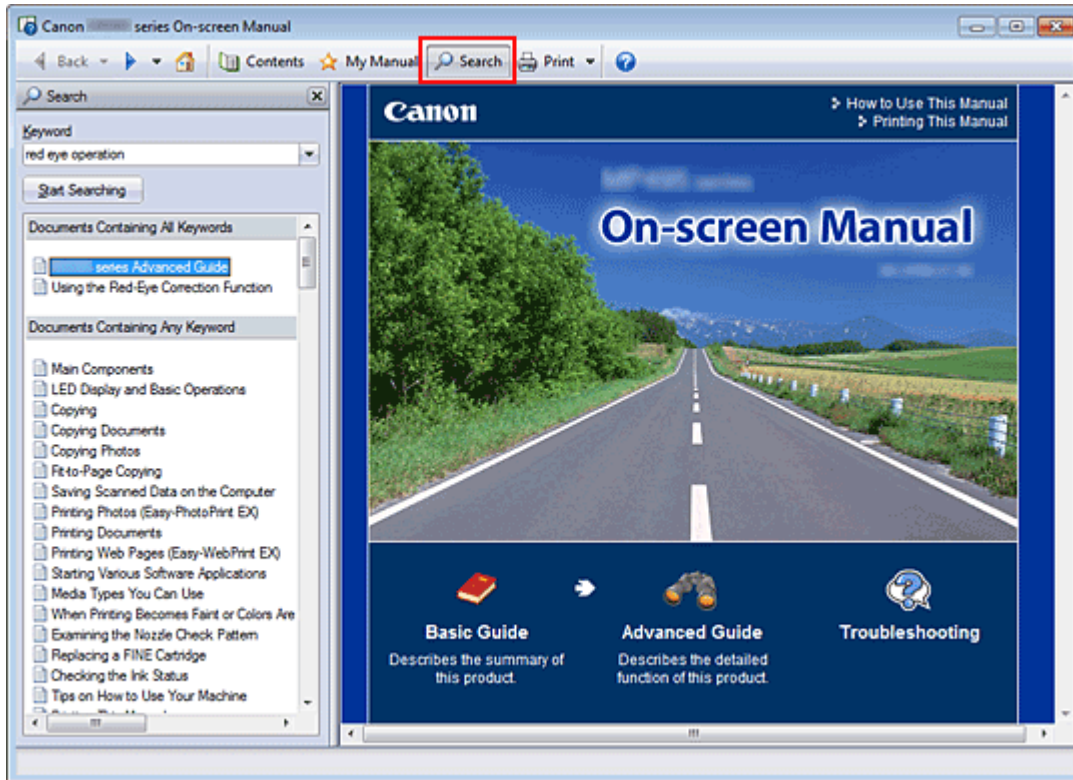 Canon series On-screen Manual
Back
Contents
My Manual
Search
Print
Search
Keyword
red eye operation
Start Searching
Documents Containing All Keywords
series Advanced Guide
Using the Red-Eye Correction Function
Documents Containing Any Keyword
Main Components
LED Display and Basic Operations
Copying
Copying Documents
Copying Photos
Fit-to-Page Copying
Saving Scanned Data on the Computer
Printing Photos (Easy-PhotoPrint EX)
Printing Documents
Printing Web Pages (Easy-WebPrint EX)
Starting Various Software Applications
Media Types You Can Use
When Printing Becomes Faint or Colors Are
Examining the Nozzle Check Pattern
Replacing a FINE Cartridge
Checking the Ink Status
Tips on How to Use Your Machine
Canon
How to Use This Manual
Printing This Manual
series
On-screen Manual
Basic Guide
Describes the summary of
this product.
Advanced Guide
Describes the detailed
function of this product.
Troubleshooting